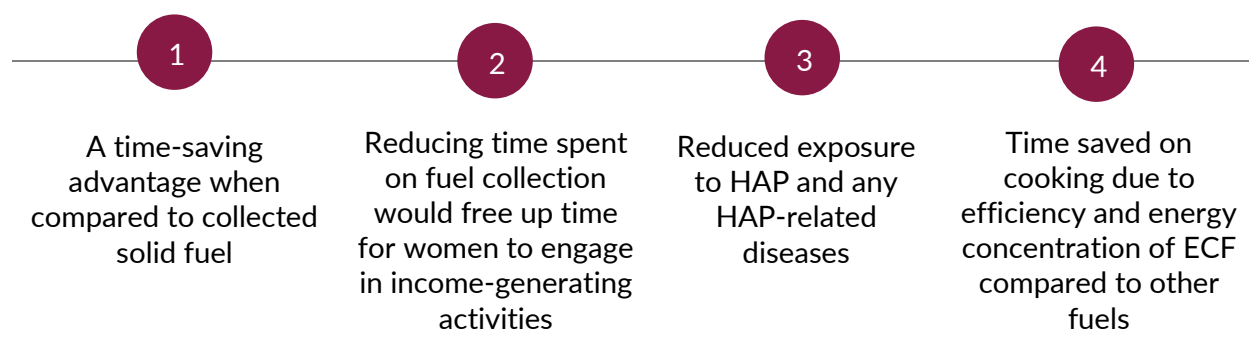 1
A time-saving
advantage when
compared to collected
solid fuel
2
Reducing time spent
on fuel collection
would free up time
for women to engage
in income-generating
activities
3
Reduced exposure
to HAP and any
HAP-related
diseases
4
Time saved on
cooking due to
efficiency and energy
concentration of ECF
compared to other
fuels